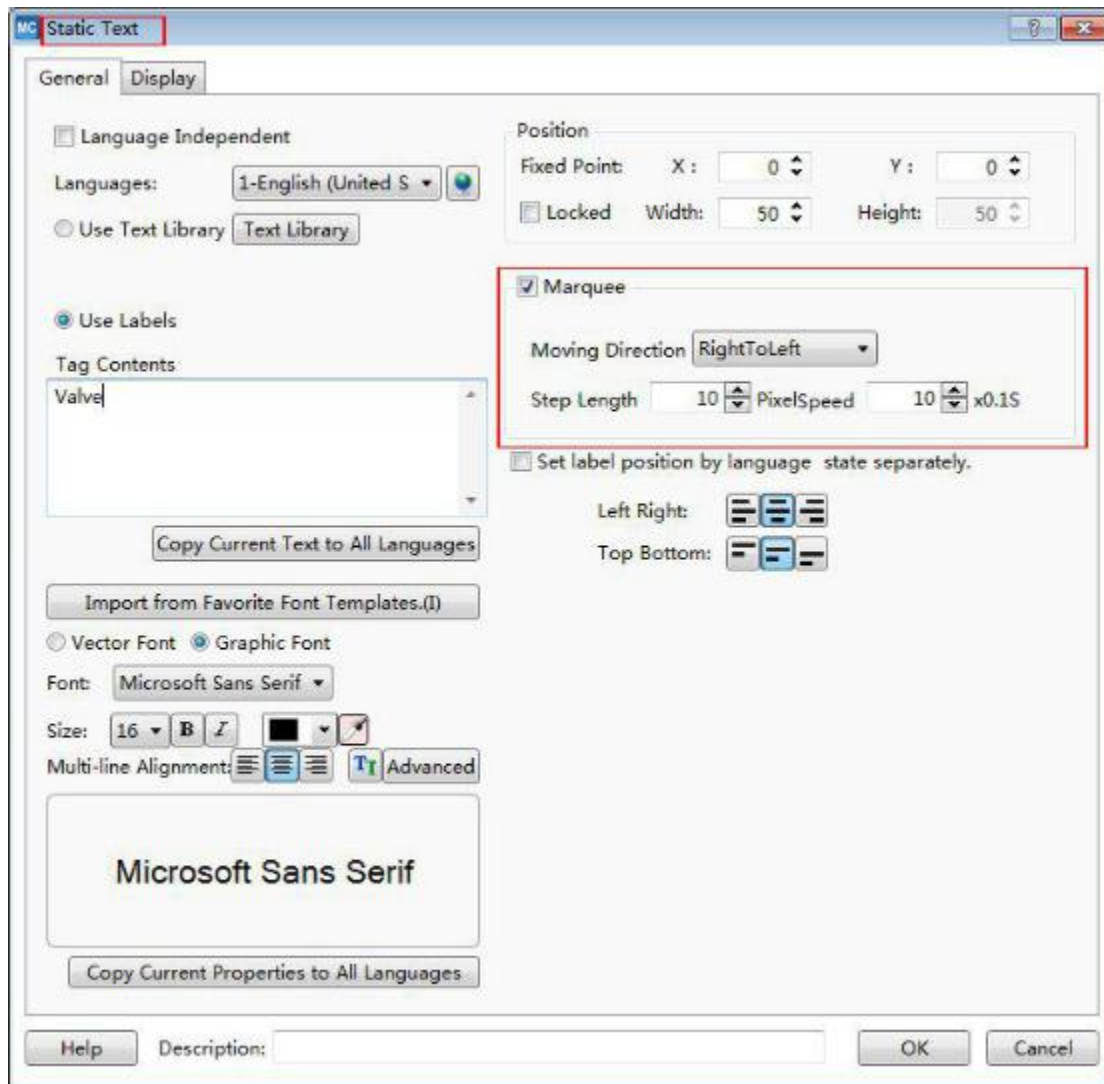 MC Static Text ?
General Display
Language Independent
Languages: 1-English (United S
Use Text Library Text Library
Use Labels
Tag Contents
Valve
Copy Current Text to All Languages
Import from Favorite Font Templates.(I)
Vector Font Graphic Font
Font: Microsoft Sans Serif
Size: 16 B I
Multi-line Alignment: TI Advanced
Microsoft Sans Serif
Copy Current Properties to All Languages
Position
Fixed Point: X : 0 Y : 0
Locked Width: 50 Height: 50
Marquee
Moving Direction RightToLeft
Step Length 10 PixelSpeed 10 x0.1S
Set label position by language state separately.
Left Right:
Top Bottom:
Help Description: OK Cancel